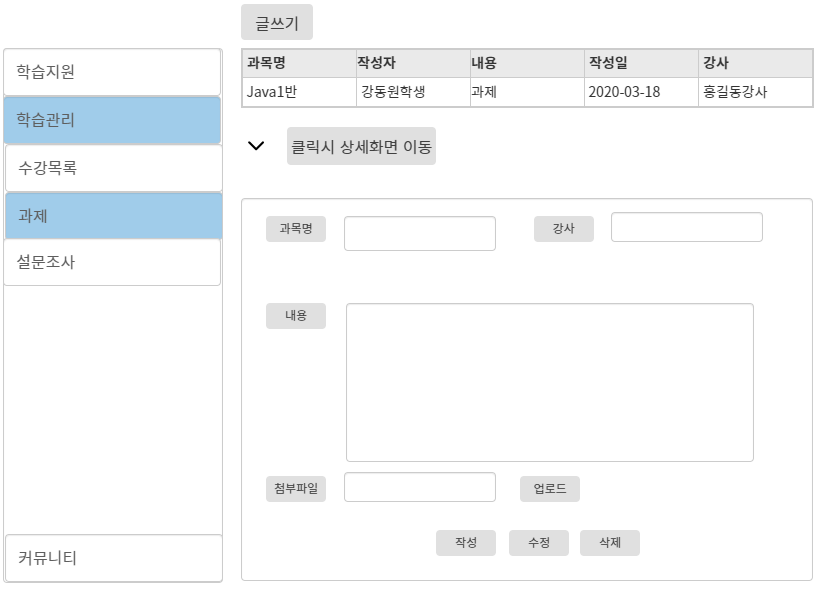 글쓰기
학습지원
학습관리
수강목록
과제
설문조사
커뮤니티
과목명 작성자 내용 작성일 강사
Java1반 강동원학생 과제 2020-03-18 홍길동강사
클릭시 상세화면 이동
과목명 강사
내용
첨부파일 업로드
작성 수정 삭제